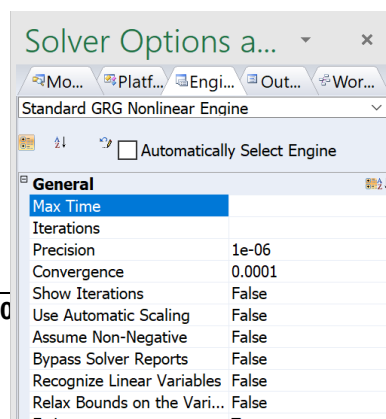 Solver Options a...
Mo... Platf... Engi... Out... Wor...
Standard GRG Nonlinear Engine
Automatically Select Engine
General
Max Time
Iterations
Precision 1e-06
Convergence 0.0001
Show Iterations False
0
Use Automatic Scaling False
Assume Non-Negative False
Bypass Solver Reports False
Recognize Linear Variables False
Relax Bounds on the Vari... False